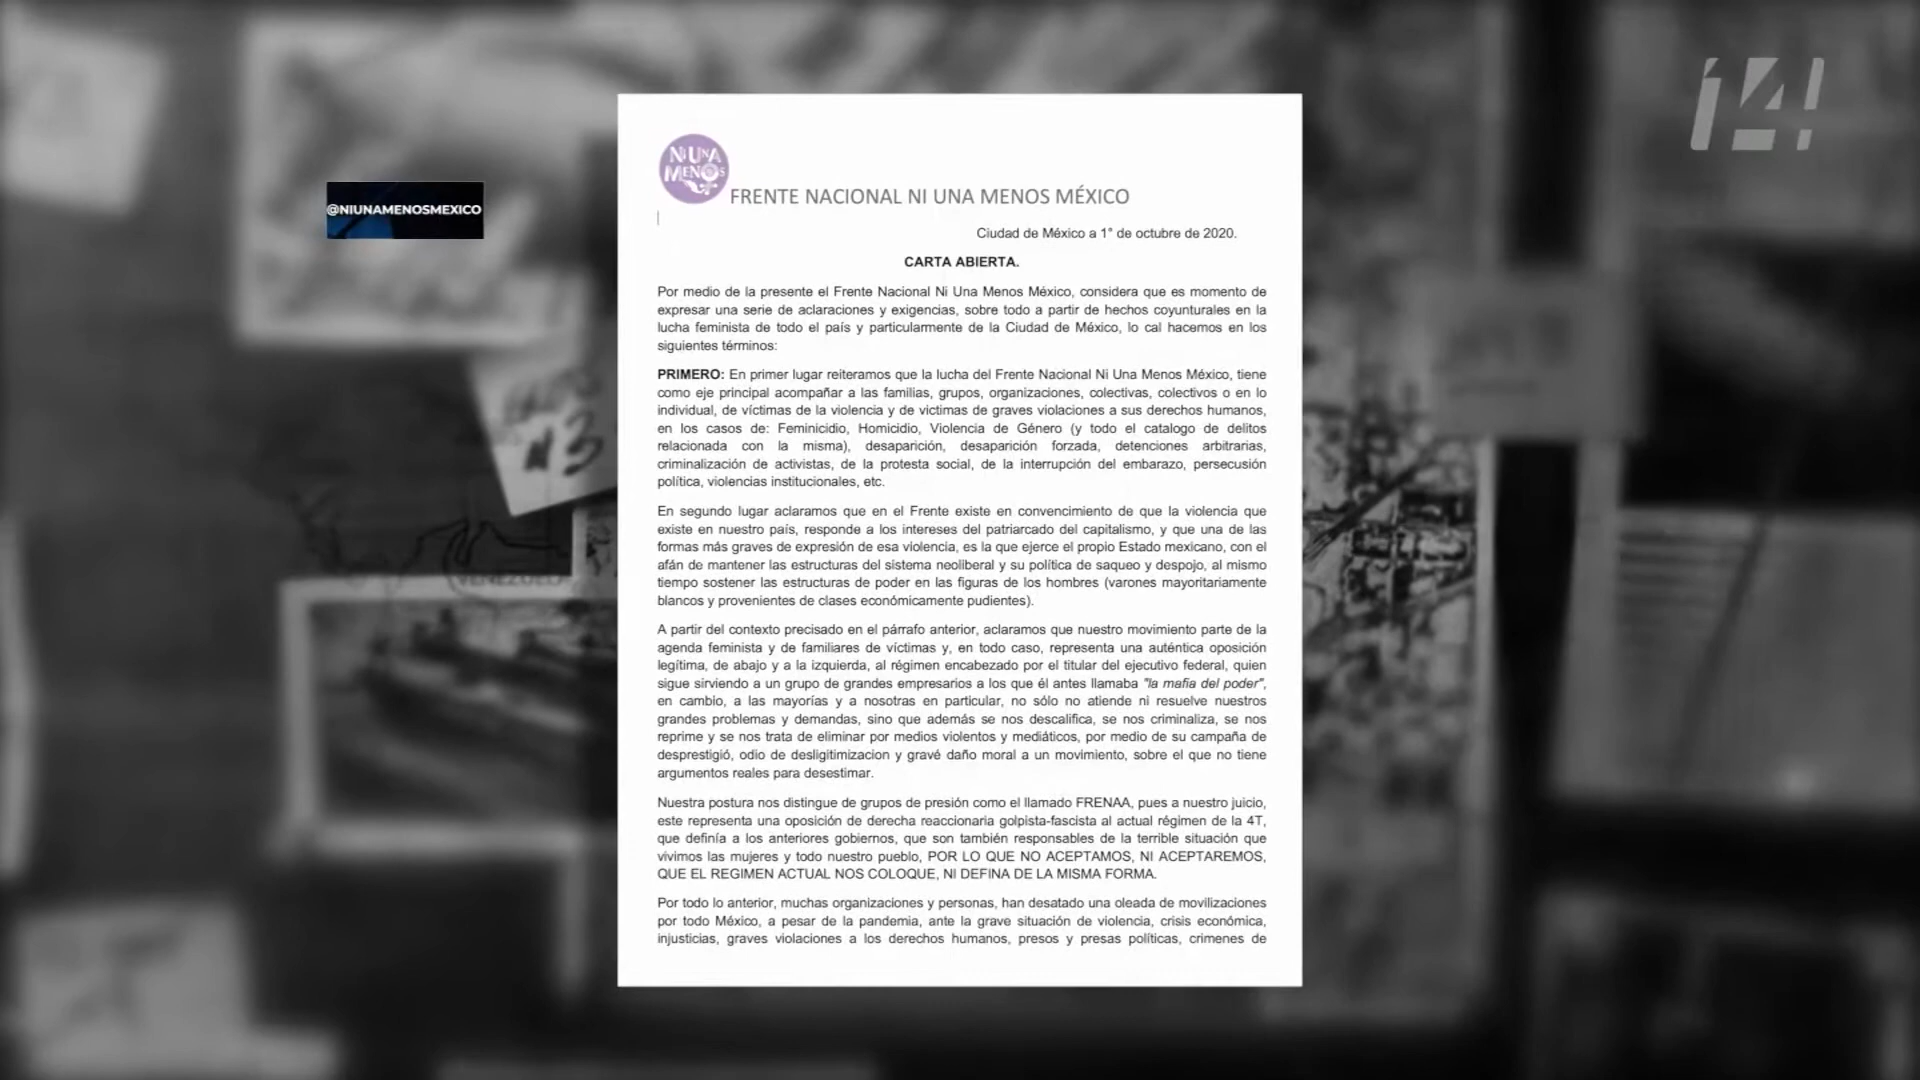 14!
@NIUNAMENOSMEXICO
NI UNA
MENOS
FRENTE NACIONAL NI UNA MENOS MÉXICO
Ciudad de México a 1° de octubre de 2020.
CARTA ABIERTA.
Por medio de la presente el Frente Nacional Ni Una Menos México, considera que es momento de
expresar una serie de aclaraciones y exigencias, sobre todo a partir de hechos coyunturales en la
lucha feminista de todo el país y particularmente de la Ciudad de México, lo cal hacemos en los
siguientes términos:
PRIMERO: En primer lugar reiteramos que la lucha del Frente Nacional Ni Una Menos México, tiene
como eje principal acompañar a las familias, grupos, organizaciones, colectivas, colectivos o en lo
individual, de víctimas de la violencia y de victimas de graves violaciones a sus derechos humanos,
en los casos de: Feminicidio, Homicidio, Violencia de Género (y todo el catalogo de delitos
relacionada con la misma), desaparición, desaparición forzada, detenciones arbitrarias,
criminalización de activistas, de la protesta social, de la interrupción del embarazo, persecusión
política, violencias institucionales, etc.
En segundo lugar aclaramos que en el Frente existe en convencimiento de que la violencia que
existe en nuestro país, responde a los intereses del patriarcado del capitalismo, y que una de las
formas más graves de expresión de esa violencia, es la que ejerce el propio Estado mexicano, con el
afán de mantener las estructuras del sistema neoliberal y su política de saqueo y despojo, al mismo
tiempo sostener las estructuras de poder en las figuras de los hombres (varones mayoritariamente
blancos y provenientes de clases económicamente pudientes).
A partir del contexto precisado en el párrafo anterior, aclaramos que nuestro movimiento parte de la
agenda feminista y de familiares de víctimas y, en todo caso, representa una auténtica oposición
legítima, de abajo y a la izquierda, al régimen encabezado por el titular del ejecutivo federal, quien
sigue sirviendo a un grupo de grandes empresarios a los que él antes llamaba "la mafia del poder",
en cambio, a las mayorías y a nosotras en particular, no sólo no atiende ni resuelve nuestros
grandes problemas y demandas, sino que además se nos descalifica, se nos criminaliza, se nos
reprime y se nos trata de eliminar por medios violentos y mediáticos, por medio de su campaña de
desprestigió, odio de desligitimizacion y gravé daño moral a un movimiento, sobre el que no tiene
argumentos reales para desestimar.
Nuestra postura nos distingue de grupos de presión como el llamado FRENAA, pues a nuestro juicio,
este representa una oposición de derecha reaccionaria golpista-fascista al actual régimen de la 4T,
que definía a los anteriores gobiernos, que son también responsables de la terrible situación que
vivimos las mujeres y todo nuestro pueblo, POR LO QUE NO ACEPTAMOS, NI ACEPTAREMOS,
QUE EL REGIMEN ACTUAL NOS COLOQUE, NI DEFINA DE LA MISMA FORMA.
Por todo lo anterior, muchas organizaciones y personas, han desatado una oleada de movilizaciones
por todo México, a pesar de la pandemia, ante la grave situación de violencia, crisis económica,
injusticias, graves violaciones a los derechos humanos, presos y presas políticas, crimenes de